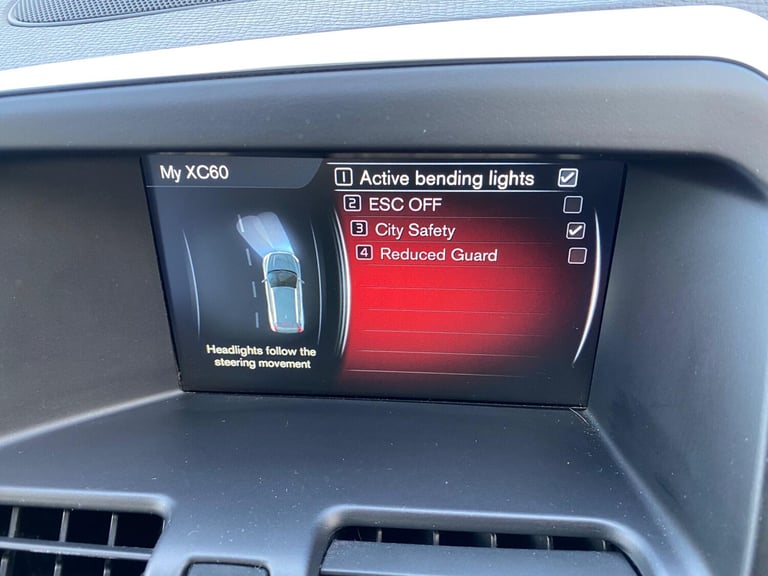 My XC60
1 Active bending lights
2 ESC OFF
3 City Safety
4 Reduced Guard
Headlights follow the
steering movement